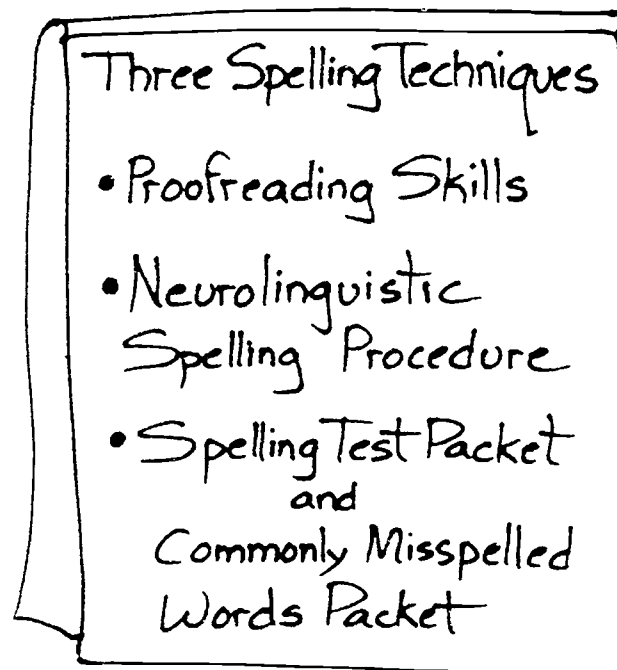 Three Spelling Techniques
• Proofreading Skills
• Neurolinguistic
Spelling Procedure
• Spelling Test Packet
and
Commonly Misspelled
Words Packet